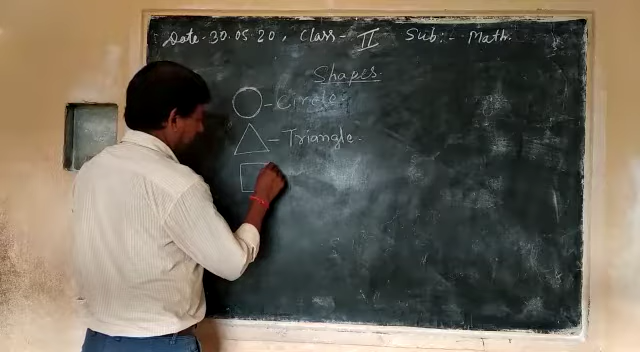 Date-30.05.20, Class- II Sub:- Math.
Shapes.
- Circle.
- Triangle.